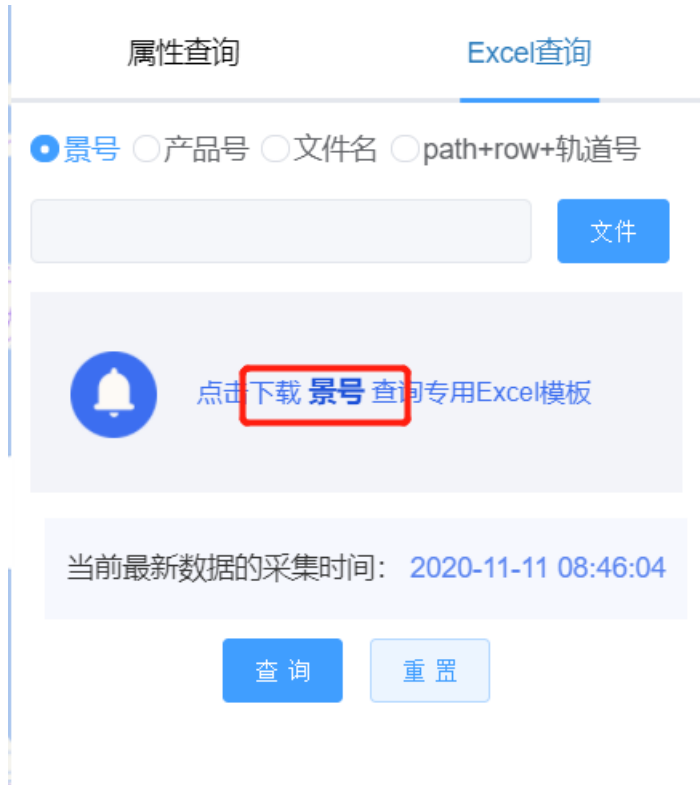 属性查询 Excel查询
景号 产品号 文件名 path+row+轨道号
文件
点击下载 景号 查询专用Excel模板
当前最新数据的采集时间： 2020-11-11 08:46:04
查询 重置